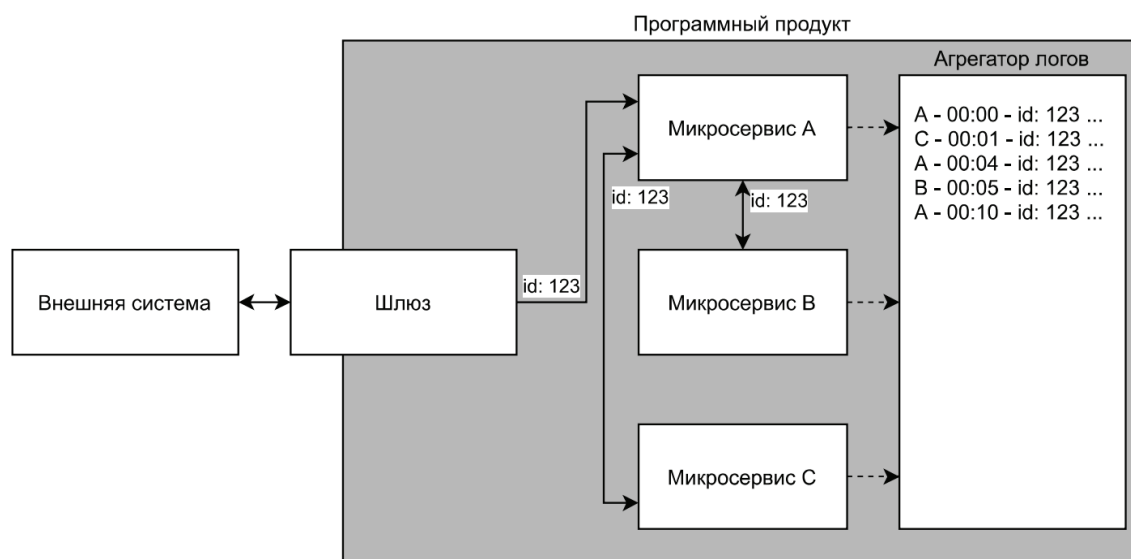 Программный продукт
Агрегатор логов
A - 00:00 - id: 123 ...
C - 00:01 - id: 123 ...
A - 00:04 - id: 123 ...
B - 00:05 - id: 123 ...
A - 00:10 - id: 123 ...
Микросервис A
id: 123
id: 123
Внешняя система
Шлюз
id: 123
Микросервис B
Микросервис C